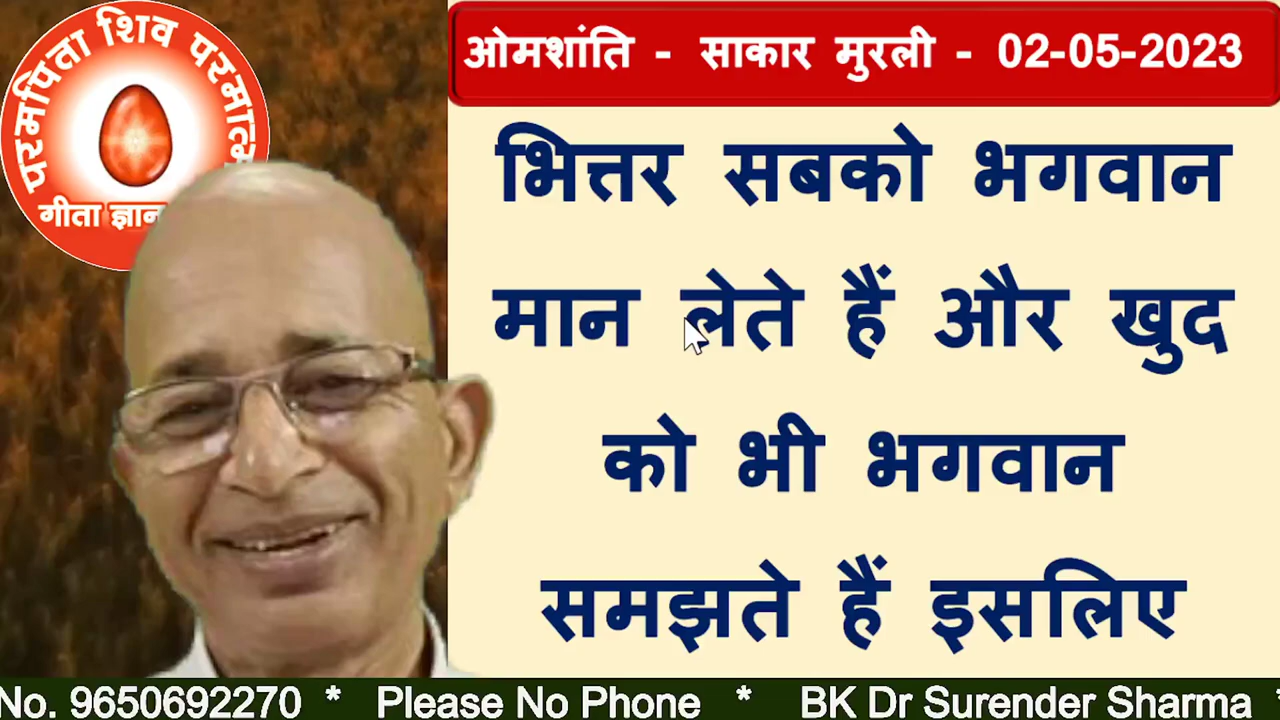 परमपिता शिव परमात्म
गीता ज्ञान
ओमशांति - साकार मुरली - 02-05-2023
भित्तर सबको भगवान
मान लेते हैं और खुद
को भी भगवान
समझते हैं इसलिए
No. 9650692270 * Please No Phone * BK Dr Surender Sharma *